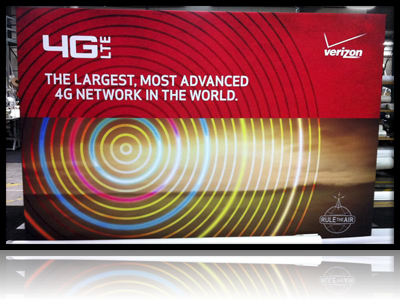 4G LTE
verizon
THE LARGEST, MOST ADVANCED
4G NETWORK IN THE WORLD.
RULE THE AIR